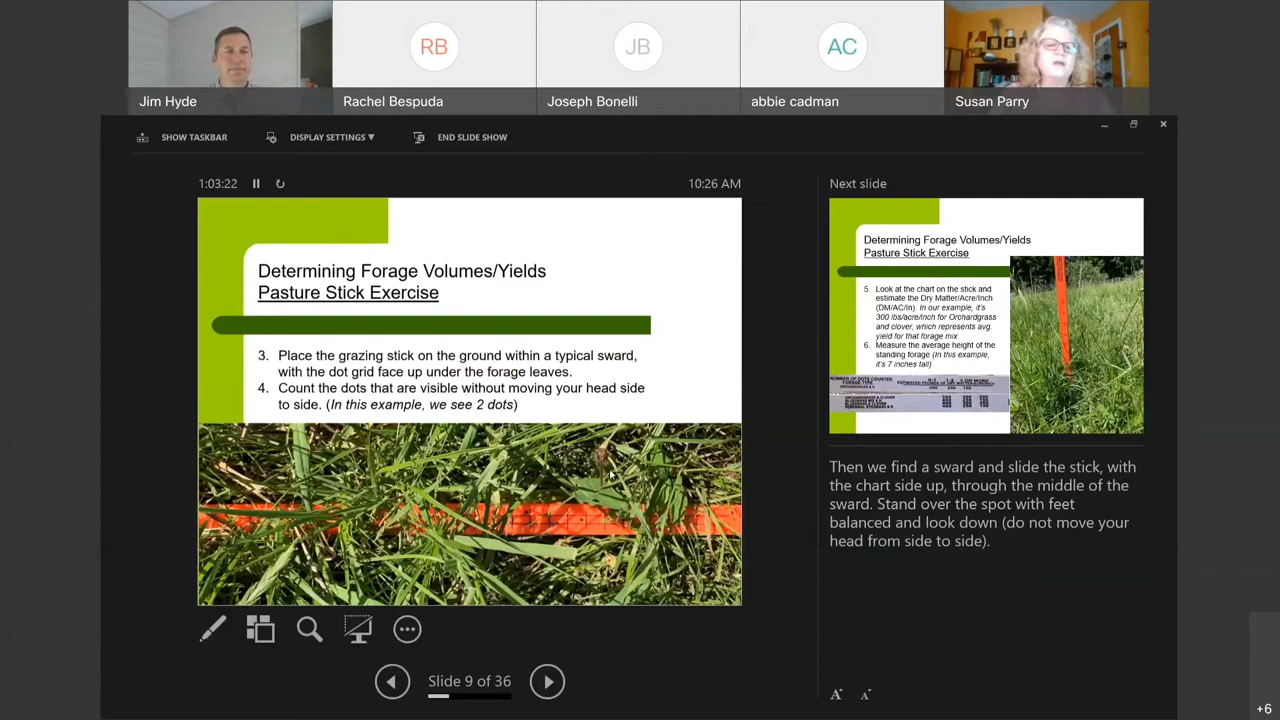 RB
JB
AC
Jim Hyde
Rachel Bespuda
Joseph Bonelli
abbie cadman
Susan Parry
SHOW TASKBAR
DISPLAY SETTINGS ▼
END SLIDE SHOW
1:03:22
10:26 AM
Next slide
Determining Forage Volumes/Yields
Pasture Stick Exercise
3. Place the grazing stick on the ground within a typical sward,
with the dot grid face up under the forage leaves.
4. Count the dots that are visible without moving your head side
to side. (In this example, we see 2 dots)
Determining Forage Volumes/Yields
Pasture Stick Exercise
5. Look at the chart on the stick and
estimate the Dry Matter/Acre/Inch
(DM/AC/In). In our example, it's
300 lbs/acre/inch for Orchardgrass
and clover, which represents avg.
yield for that forage mix
6. Measure the average height of the
standing forage (In this example,
it's 7 inches tall)
NUMBER OF DOTS COUNTED
FORAGE TYPE
Then we find a sward and slide the stick, with
the chart side up, through the middle of the
sward. Stand over the spot with feet
balanced and look down (do not move your
head from side to side).
Slide 9 of 36
A A
+6